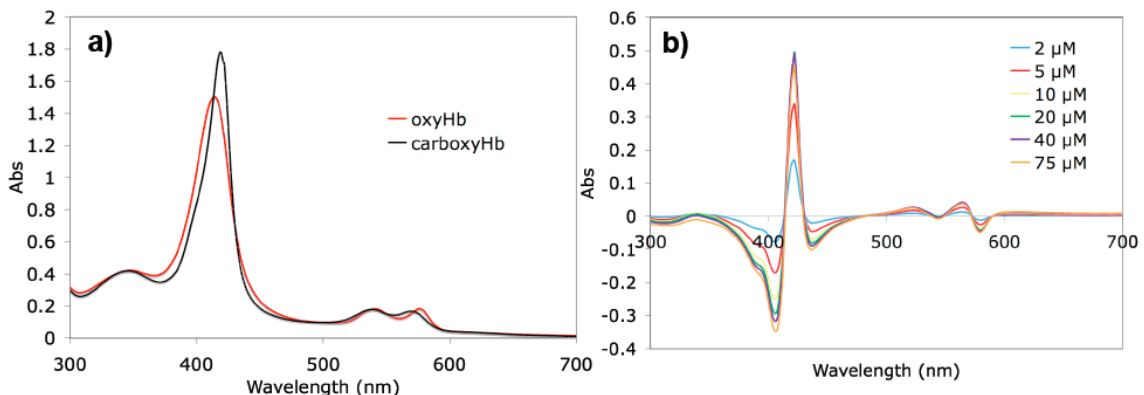 a)
2
1.8
1.6
1.4
1.2
1
0.8
0.6
0.4
0.2
0
Abs
oxyHb
carboxyHb
300 400 500 600 700
Wavelength (nm)
b)
0.6
0.5
0.4
0.3
0.2
0.1
0
-0.1
-0.2
-0.3
-0.4
Abs
2 µM
5 µM
10 µM
20 µM
40 µM
75 µM
300 400 500 600 700
Wavelength (nm)